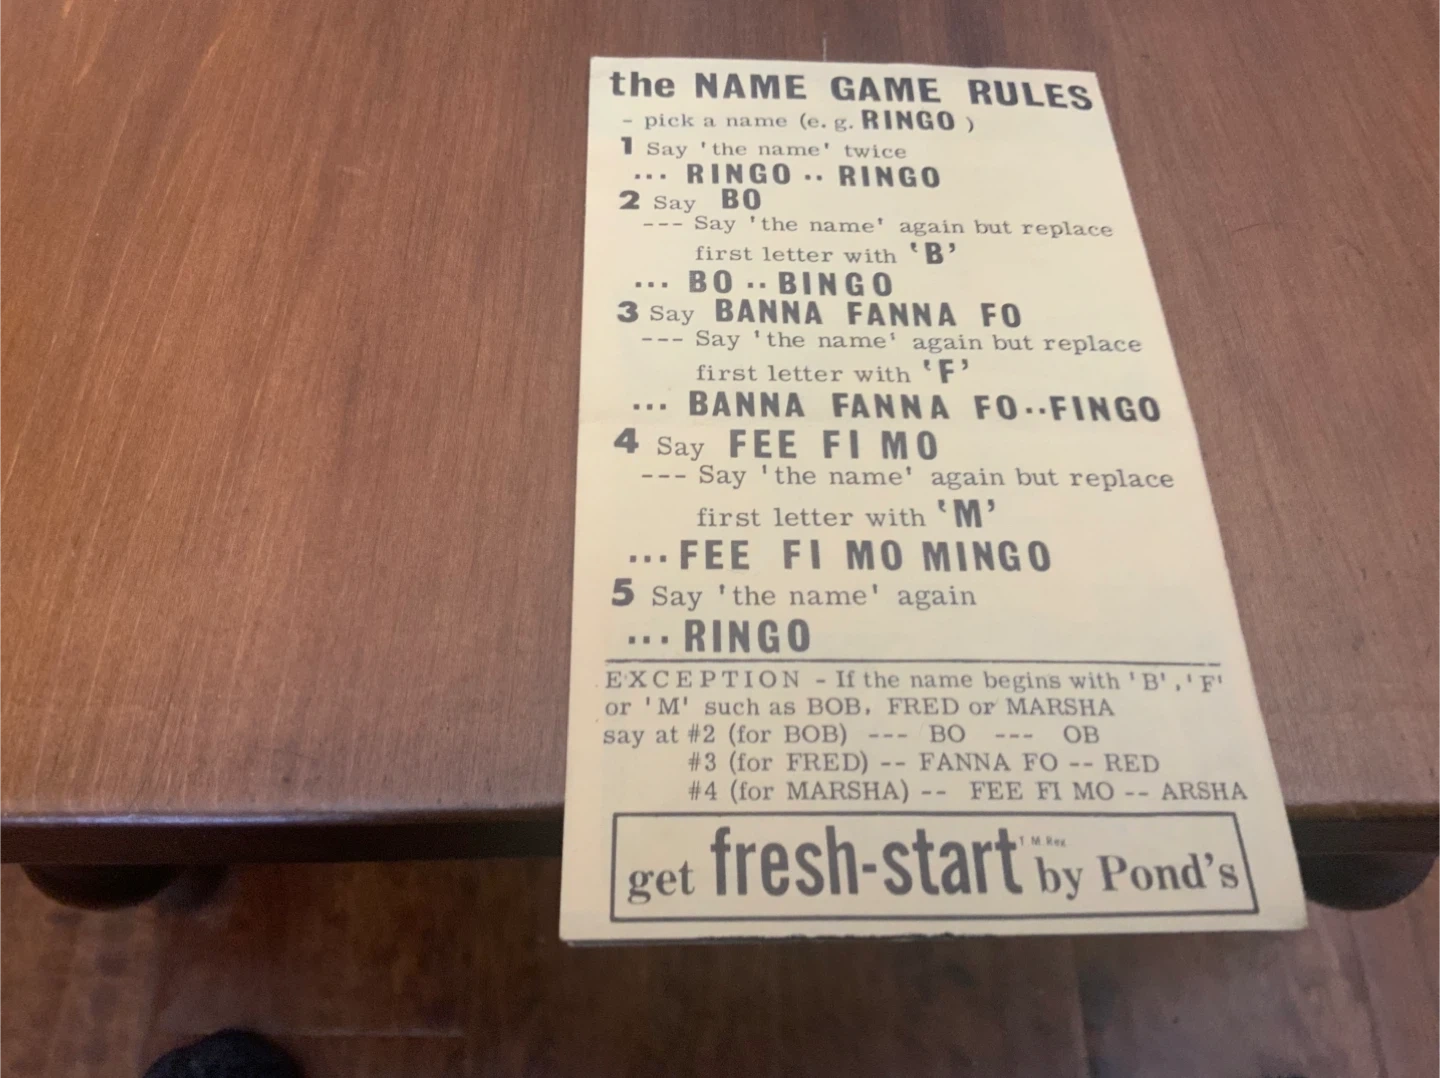 the NAME GAME RULES
- pick a name (e. g. RINGO )
1 Say 'the name' twice
... RINGO .. RINGO
2 Say BO
--- Say 'the name' again but replace
first letter with 'B'
... BO .. BINGO
3 Say BANNA FANNA FO
--- Say 'the name' again but replace
first letter with 'F'
... BANNA FANNA FO..FINGO
4 Say FEE FI MO
--- Say 'the name' again but replace
first letter with 'M'
...FEE FI MO MINGO
5 Say 'the name' again
... RINGO
EXCEPTION - If the name begins with 'B', 'F'
or 'M' such as BOB, FRED or MARSHA
say at #2 (for BOB) --- BO --- OB
#3 (for FRED) -- FANNA FO -- RED
#4 (for MARSHA) -- FEE FI MO -- ARSHA
get fresh-start T M Rex by Pond's